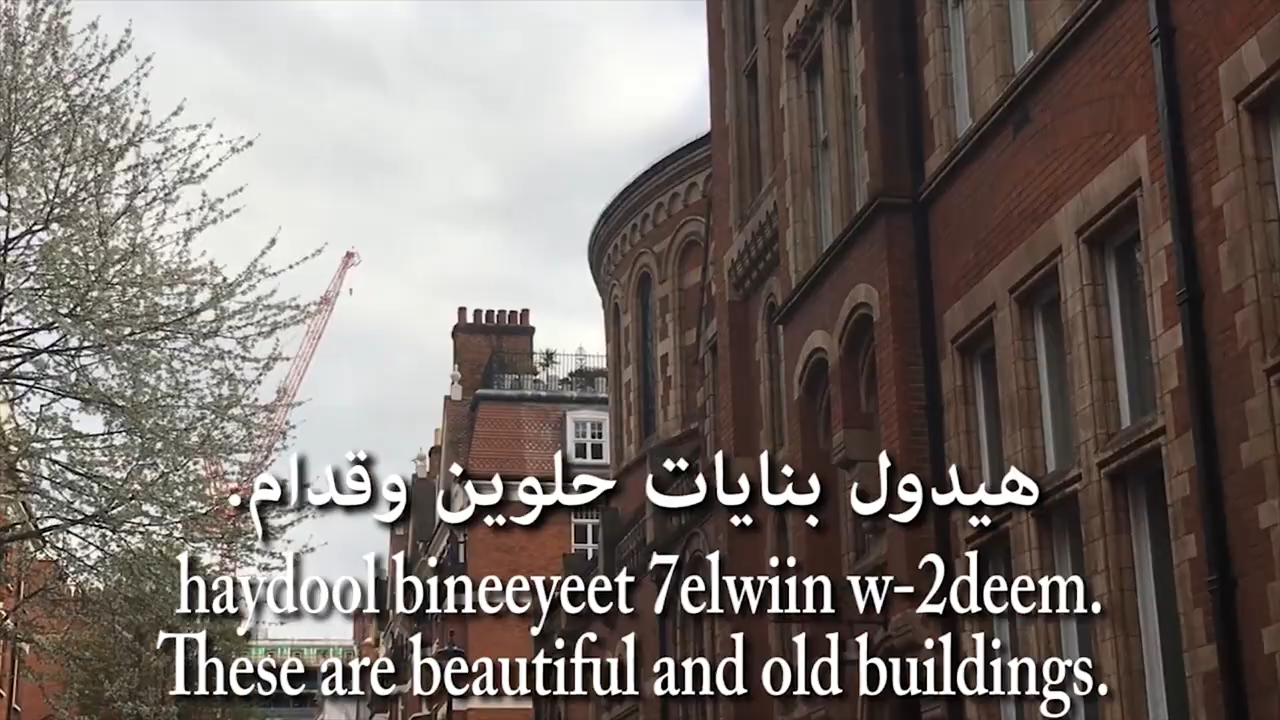 هيدول بنايات حلوين وقدام.
haydool bineeyeet 7elwiin w-2deem.
These are beautiful and old buildings.